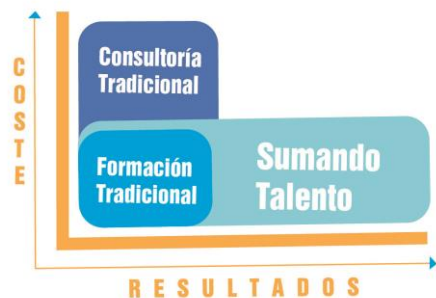 COSTE
Consultoría
Tradicional
Formación
Tradicional
Sumando
Talento
RESULTADOS